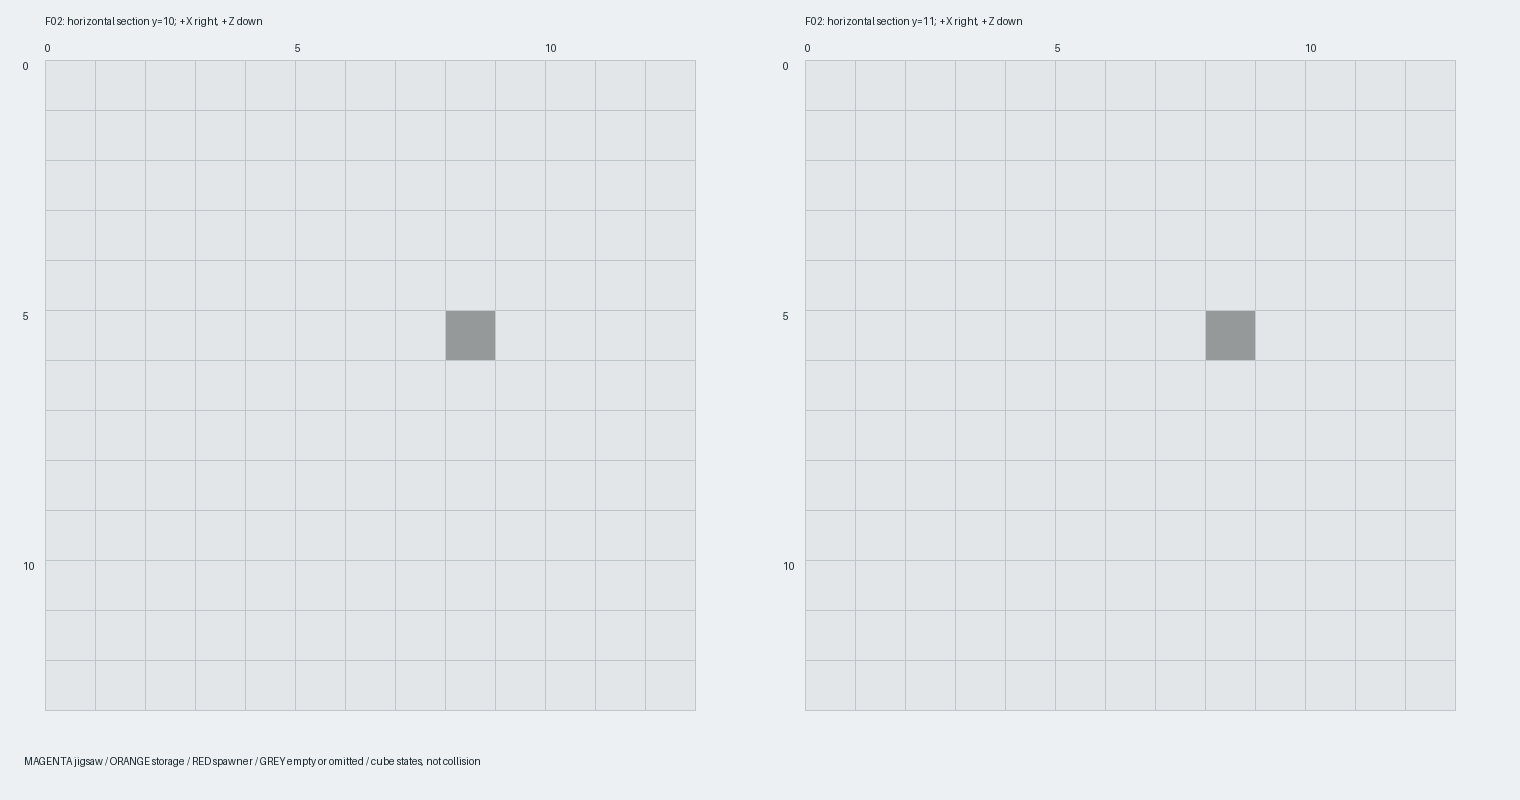 F02: horizontal section y=10; +X right, +Z down
0 5 10
0
5
10
F02: horizontal section y=11; +X right, +Z down
0 5 10
0
5
10
MAGENTA jigsaw / ORANGE storage / RED spawner / GREY empty or omitted / cube states, not collision